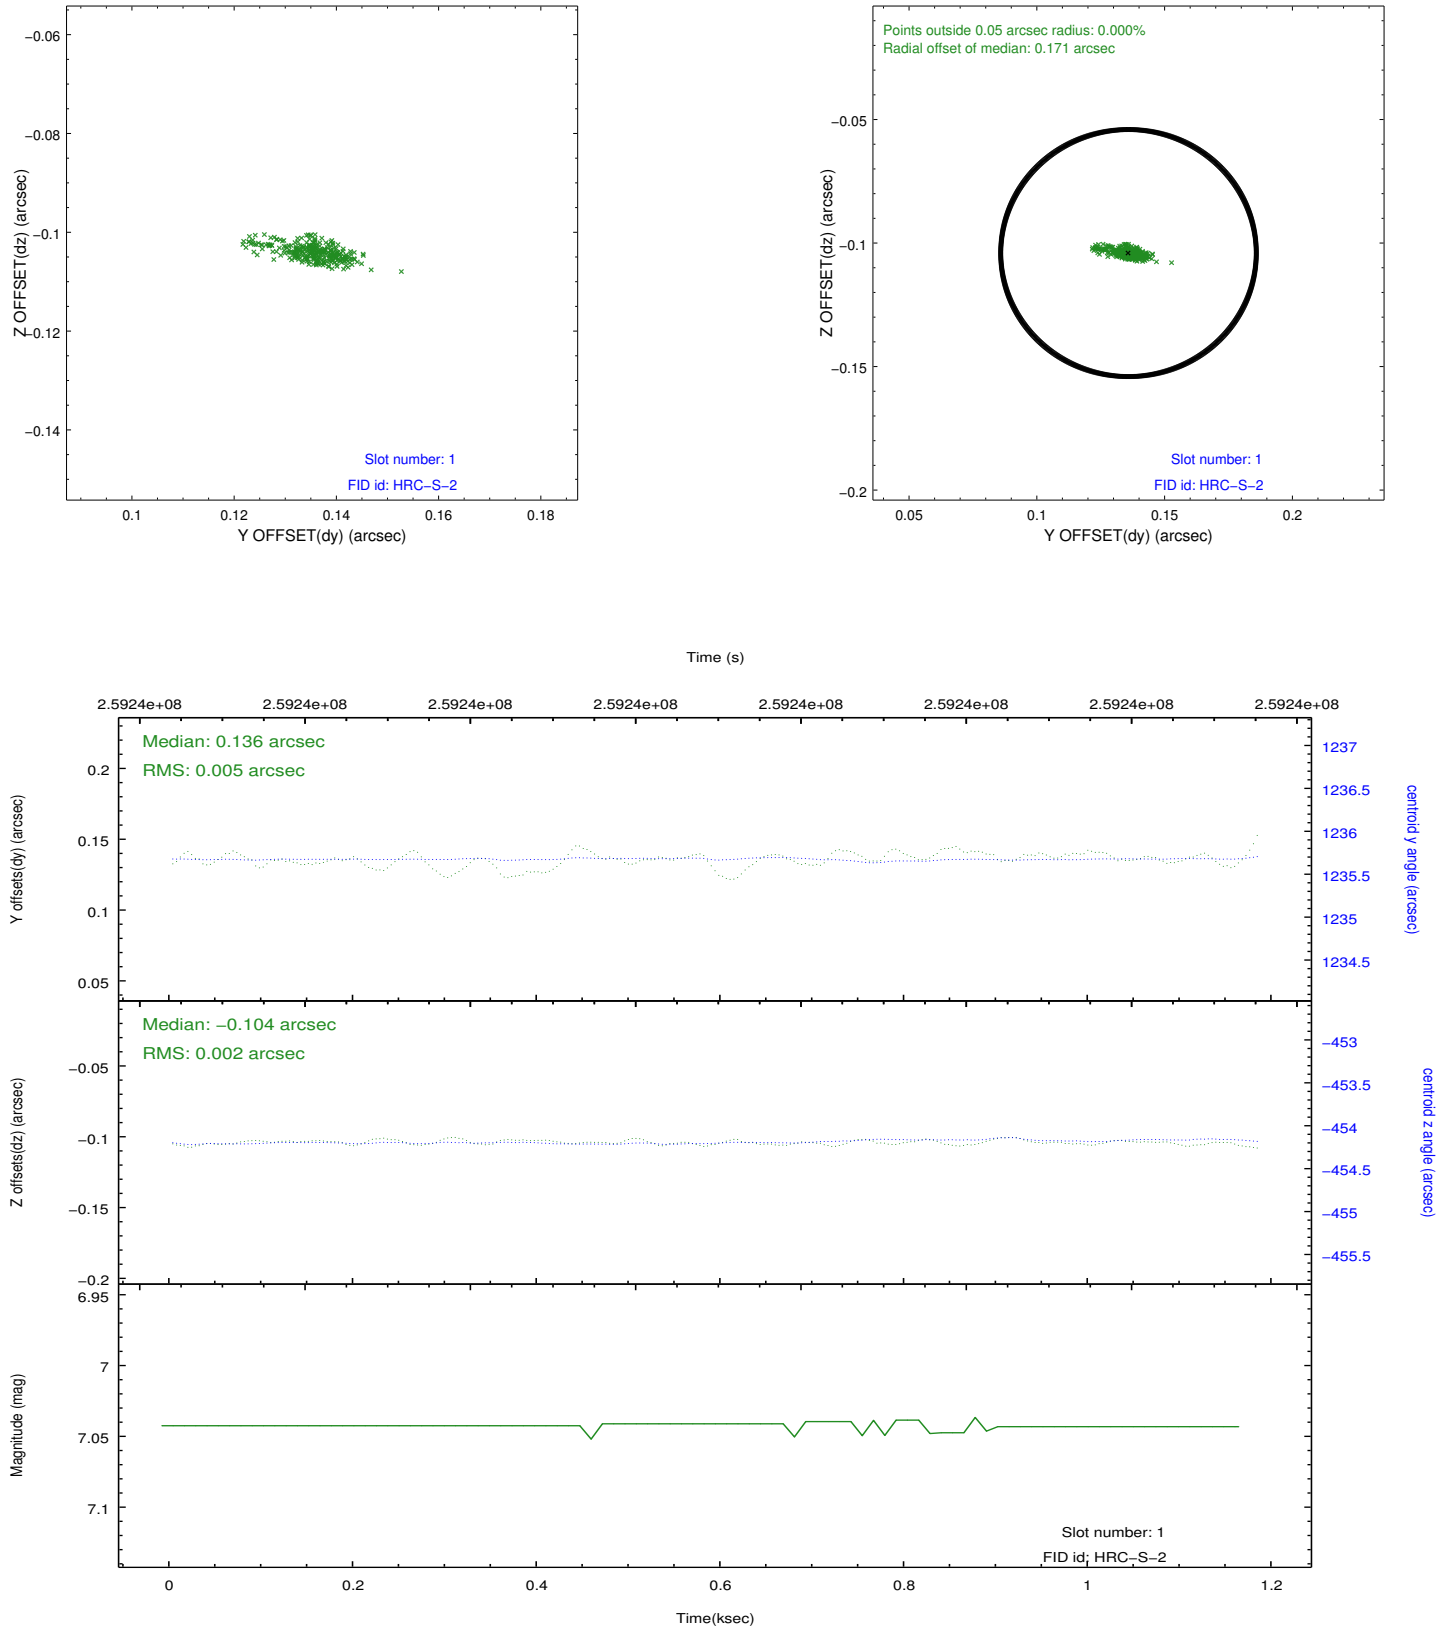 −0.06
−0.08
−0.1
−0.12
−0.14
Z OFFSET(dz) (arcsec)
Slot number: 1
FID id: HRC−S−2
0.1 0.12 0.14 0.16 0.18
Y OFFSET(dy) (arcsec)
Points outside 0.05 arcsec radius: 0.000%
Radial offset of median: 0.171 arcsec
−0.05
−0.1
−0.15
−0.2
Z OFFSET(dz) (arcsec)
Slot number: 1
FID id: HRC−S−2
0.05 0.1 0.15 0.2
Y OFFSET(dy) (arcsec)
Time (s)
2.5924e+08 2.5924e+08 2.5924e+08 2.5924e+08 2.5924e+08 2.5924e+08 2.5924e+08 2.5924e+08
Median: 0.136 arcsec
RMS: 0.005 arcsec
0.2
0.15
0.1
0.05
Y offsets(dy) (arcsec)
1237
1236.5
1236
1235.5
1235
1234.5
centroid y angle (arcsec)
Median: −0.104 arcsec
RMS: 0.002 arcsec
−0.05
−0.1
−0.15
−0.2
Z offsets(dz) (arcsec)
−453
−453.5
−454
−454.5
−455
−455.5
centroid z angle (arcsec)
6.95
7
7.05
7.1
Magnitude (mag)
Slot number: 1
FID id: HRC−S−2
0 0.2 0.4 0.6 0.8 1 1.2
Time(ksec)